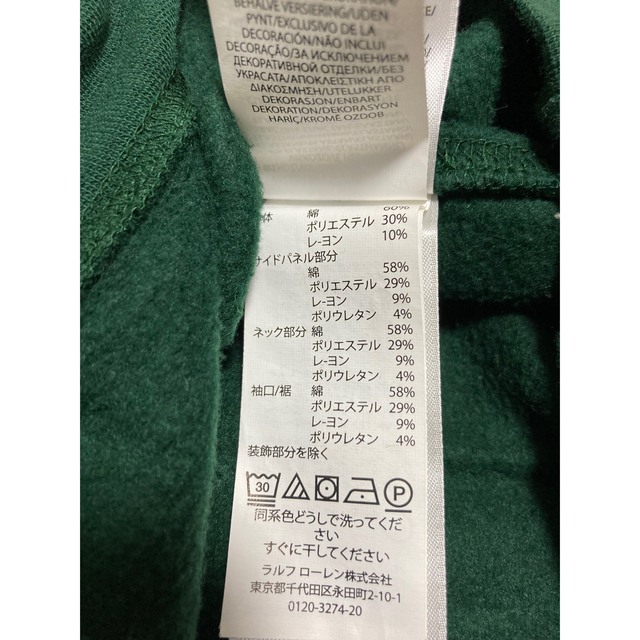 BEHALVE VERSIERING/UDEN
PYNT/EXCLUSIVO DE LA
DECORACIÓN/NÃO INCLUI
DECORAÇÃO/ЗА ИСКЛЮЧЕНИЕМ
ДЕКОРАТИВНОЙ ОТДЕЛКИ/БЕЗ
УКРАСАТА/ΑΠΟΚΛΕΙΣΤΙΚΗ ΑΠΟ
ΔΙΑΚΟΣΜΗΣΗ/UTELUKKER
DEKORASJON/ENBART
DEKORATION/DEKORASYON
HARİÇ/KROMĚ OZDOB
体 綿 60%
ポリエステル 30%
レーヨン 10%
サイドパネル部分
綿 58%
ポリエステル 29%
レーヨン 9%
ポリウレタン 4%
ネック部分 綿 58%
ポリエステル 29%
レーヨン 9%
ポリウレタン 4%
袖口/裾 綿 58%
ポリエステル 29%
レーヨン 9%
ポリウレタン 4%
装飾部分を除く
30 P
同系色どうしで洗ってくだ
さい
すぐに干してください
ラルフ ローレン株式会社
東京都千代田区永田町2-10-1
0120-3274-20